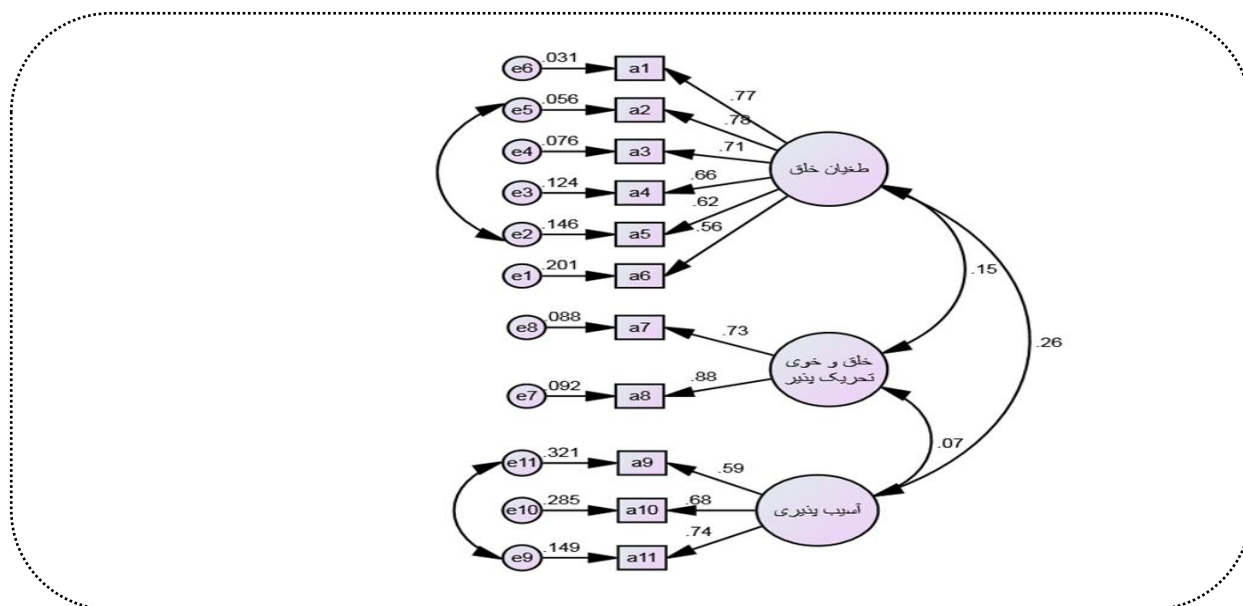 e6 .031 a1
.77
e5 .056 a2
.78
e4 .076 a3
.71
طغیان خلق
e3 .124 a4
.66
e2 .146 a5
.62
.56
e1 .201 a6
.15
e8 .088 a7
.73
.26
خلق و خوی
تحریک پذیر
e7 .092 a8
.88
.07
e11 .321 a9
.59
e10 .285 a10
.68
آسیب پذیری
e9 .149 a11
.74